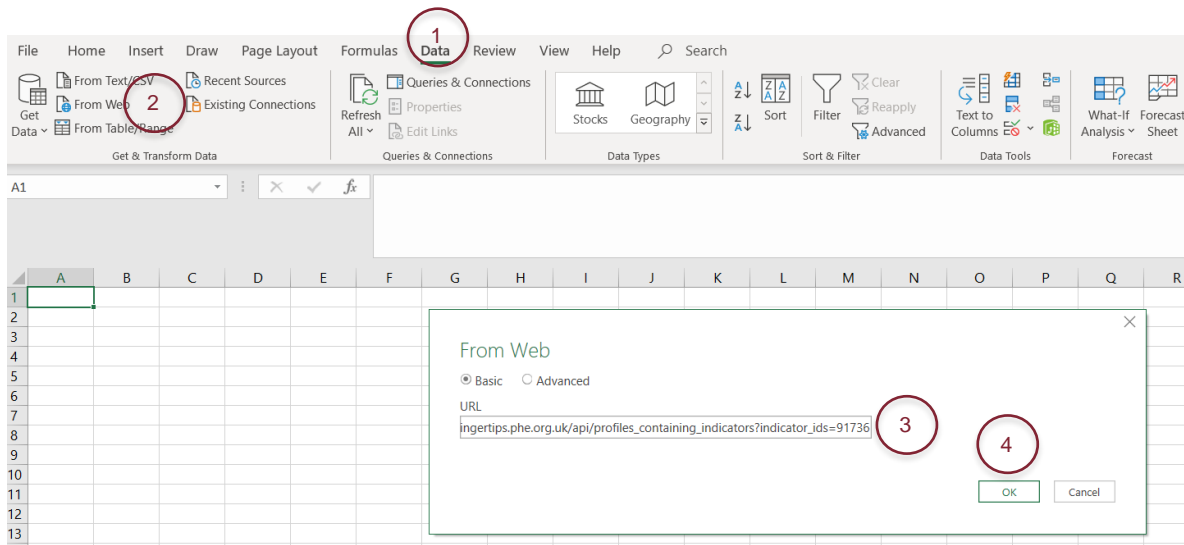 1
File Home Insert Draw Page Layout Formulas Data Review View Help Search
From Text/CSV Recent Sources Queries & Connections Clear
From Web 2 Existing Connections Properties Reapply
From Table/Range Edit Links Advanced
Get Data Refresh All Stocks Geography Sort Filter Text to Columns What-If Analysis Forecast Sheet
Get & Transform Data Queries & Connections Data Types Sort & Filter Data Tools Forecast
A1 fx
A B C D E F G H I J K L M N O P Q R
1
2
3
4
5
6
7
8
9
10
11
12
13
From Web
Basic Advanced
URL
ingertips.phe.org.uk/api/profiles_containing_indicators?indicator_ids=91736 3
4
OK Cancel